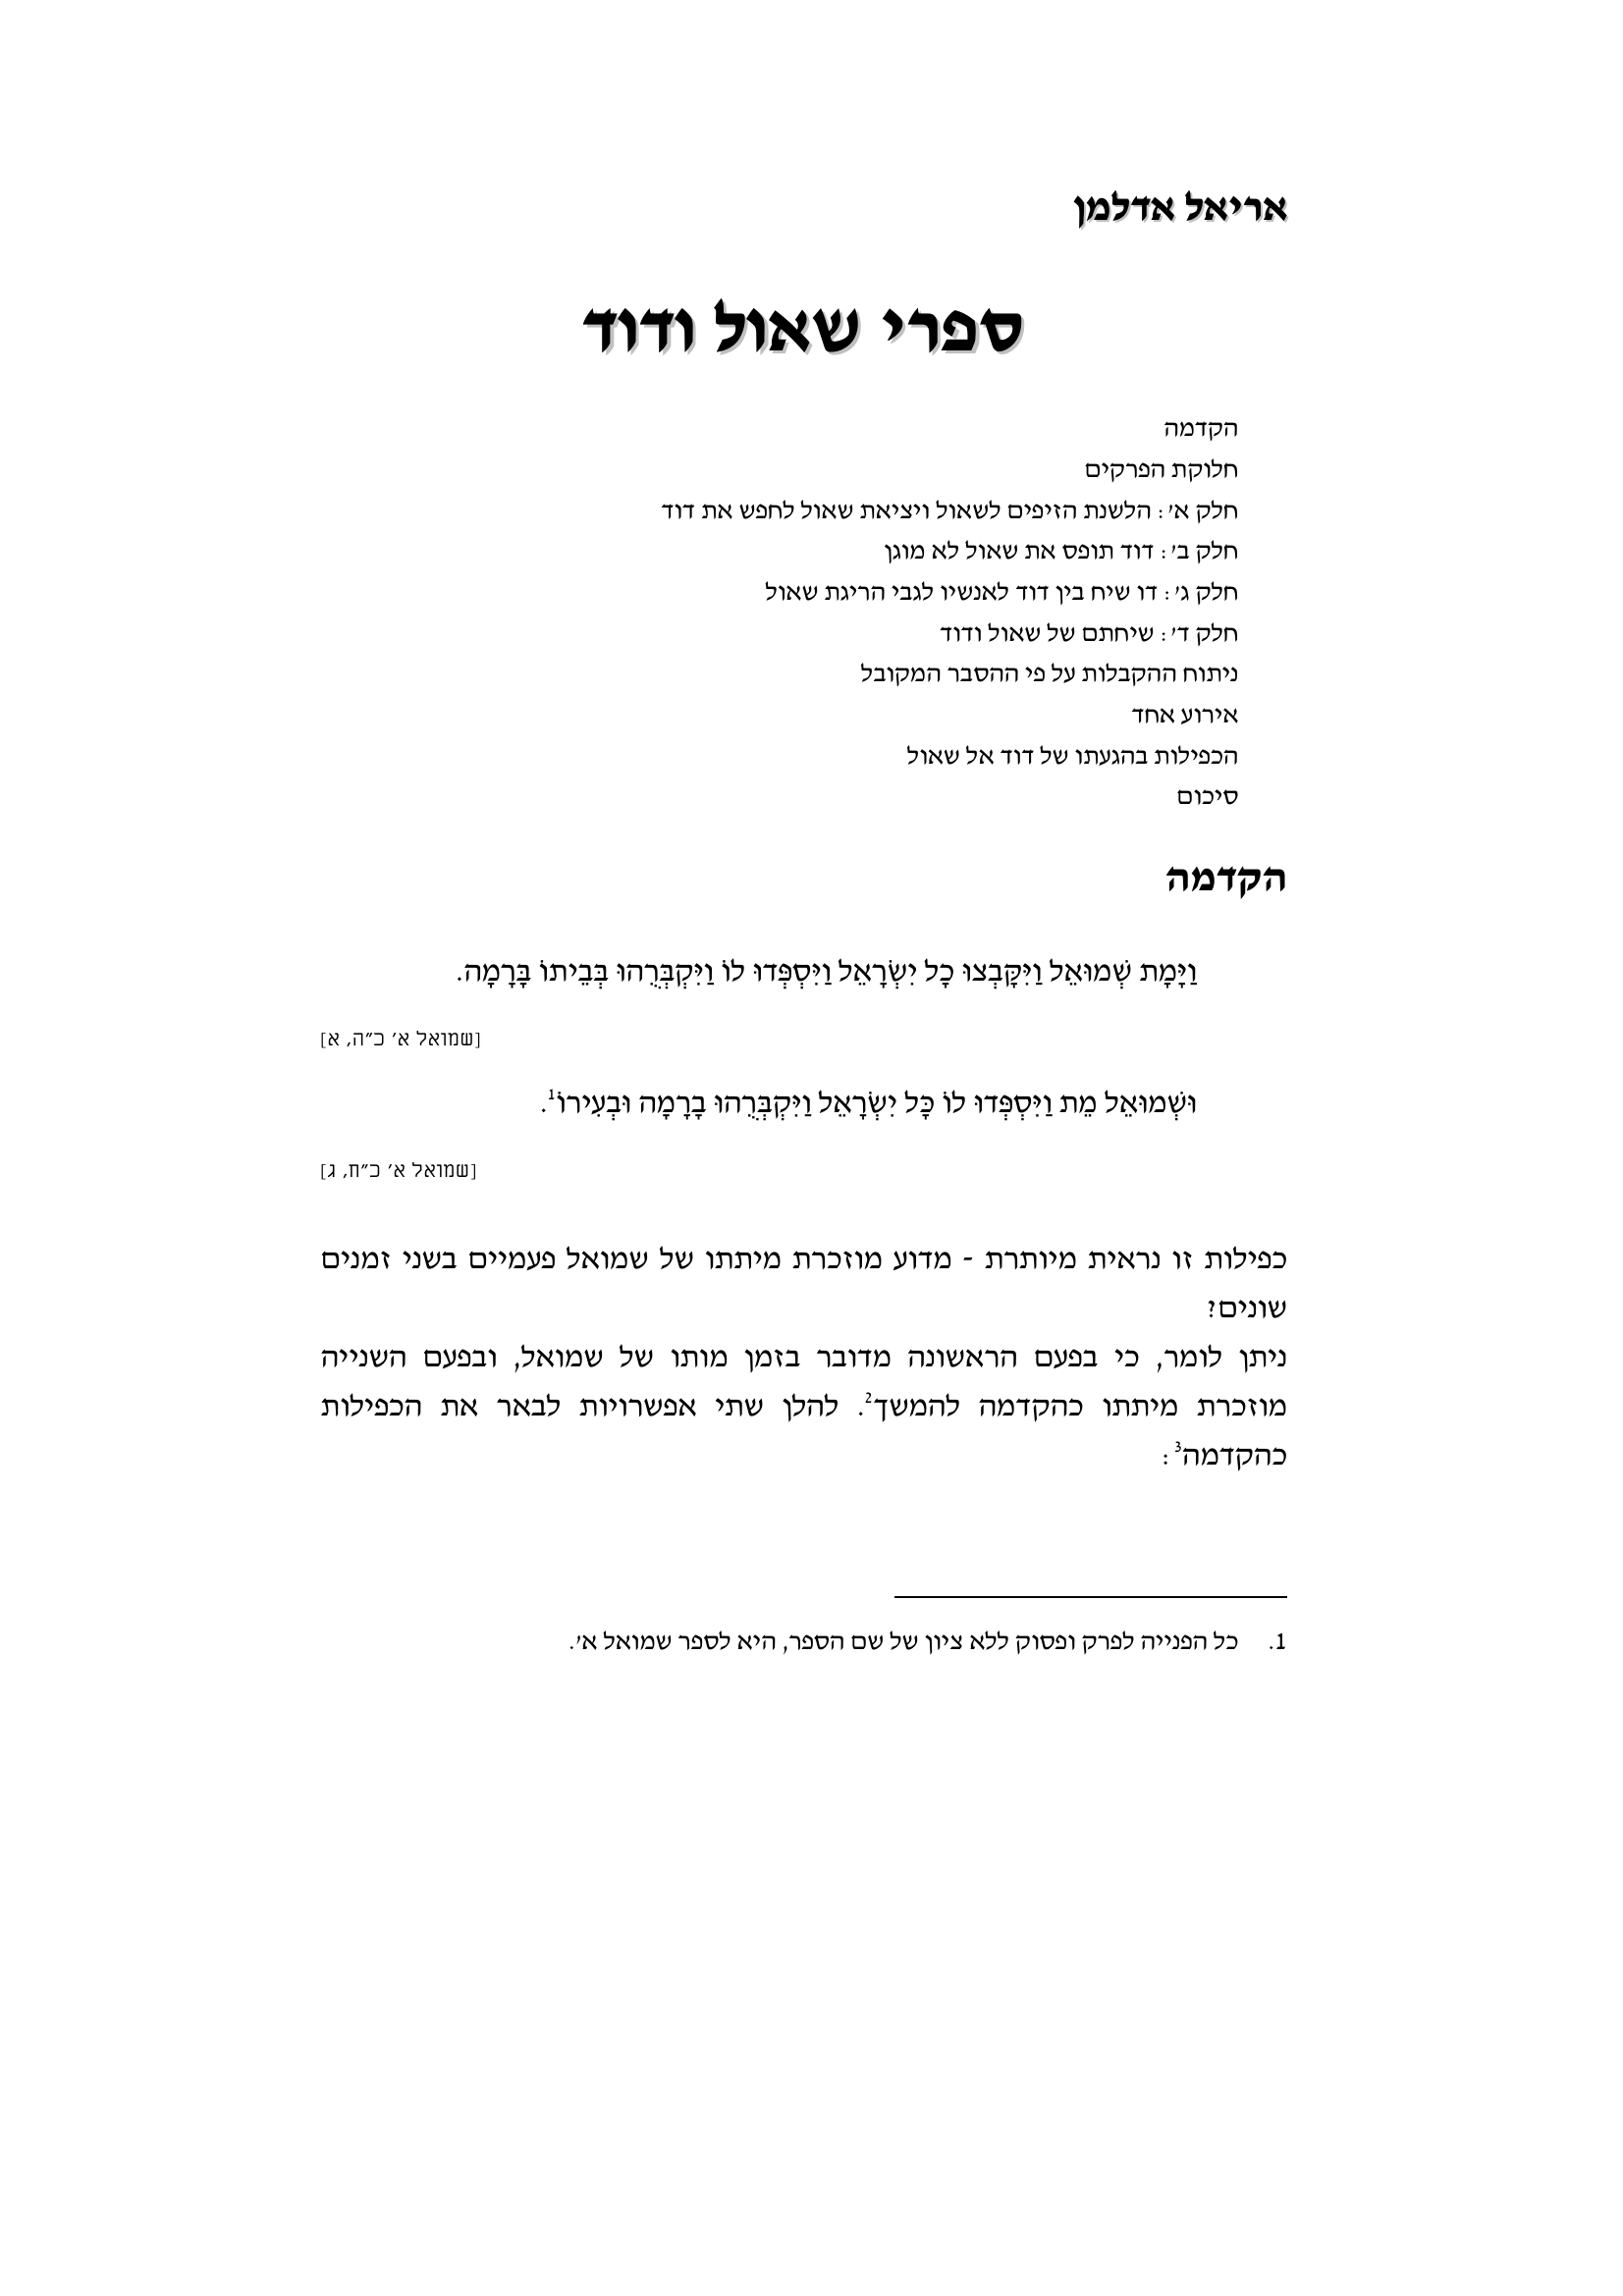 אריאל אדלמן
ספרי שאול ודוד
הקדמה
חלוקת הפרקים
חלק א': הלשנת הזיפים לשאול ויציאת שאול לחפש את דוד
חלק ב': דוד תופס את שאול לא מוגן
חלק ג': דו שיח בין דוד לאנשיו לגבי הריגת שאול
חלק ד': שיחתם של שאול ודוד
ניתוח ההקבלות על פי ההסבר המקובל
אירוע אחד
הכפילות בהגעתו של דוד אל שאול
סיכום
הקדמה
וַיָּמָת שְׁמוּאֵל וַיִּקָּבְצוּ כָל יִשְׂרָאֵל וַיִּסְפְּדוּ לוֹ וַיִּקְבְּרֻהוּ בְּבֵיתוֹ בָּרָמָה.
[שמואל א' כ"ה, א]
וּשְׁמוּאֵל מֵת וַיִּסְפְּדוּ לוֹ כָּל יִשְׂרָאֵל וַיִּקְבְּרֻהוּ בָרָמָה וּבְעִירוֹ1.
[שמואל א' כ"ח, ג]
כפילות זו נראית מיותרת - מדוע מוזכרת מיתתו של שמואל פעמיים בשני זמנים
שונים?
ניתן לומר, כי בפעם הראשונה מדובר בזמן מותו של שמואל, ובפעם השנייה
מוזכרת מיתתו כהקדמה להמשך2. להלן שתי אפשרויות לבאר את הכפילות
כהקדמה3:
1. כל הפנייה לפרק ופסוק ללא ציון של שם הספר, היא לספר שמואל א'.